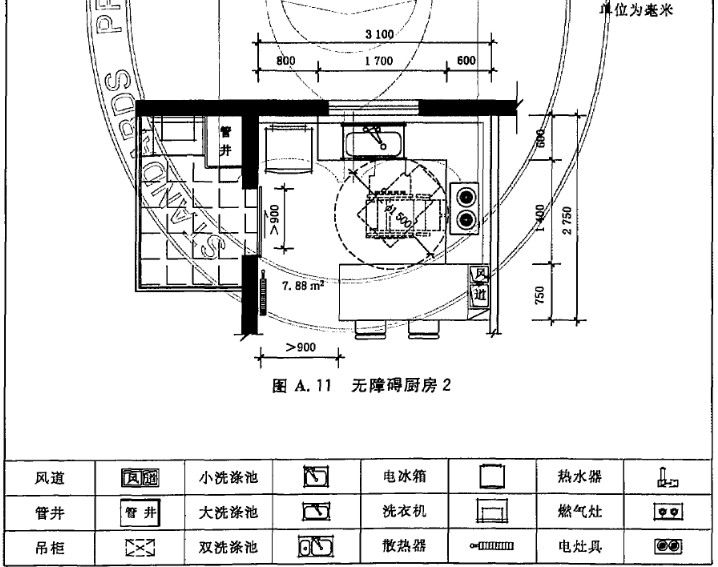 单位为毫米
3 100
800 1 700 600
管井
600
1 400
2 750
750
>900
φ1 500
7.88 m²
风道
>900
图 A.11 无障碍厨房 2
风道 风道 小洗涤池 电冰箱 热水器
管井 管井 大洗涤池 洗衣机 燃气灶
吊柜 双洗涤池 散热器 电灶具
STANDARDS PR